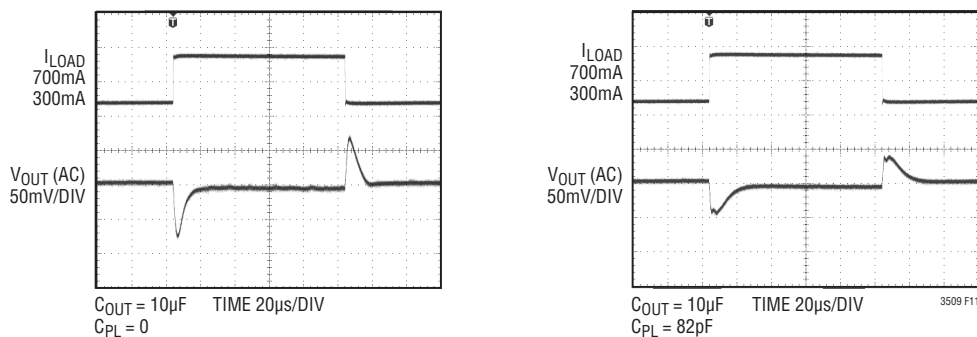 T
I_LOAD
700mA
300mA
V_OUT (AC)
50mV/DIV
C_OUT = 10µF TIME 20µs/DIV
C_PL = 0
T
I_LOAD
700mA
300mA
V_OUT (AC)
50mV/DIV
C_OUT = 10µF TIME 20µs/DIV
C_PL = 82pF
3509 F11